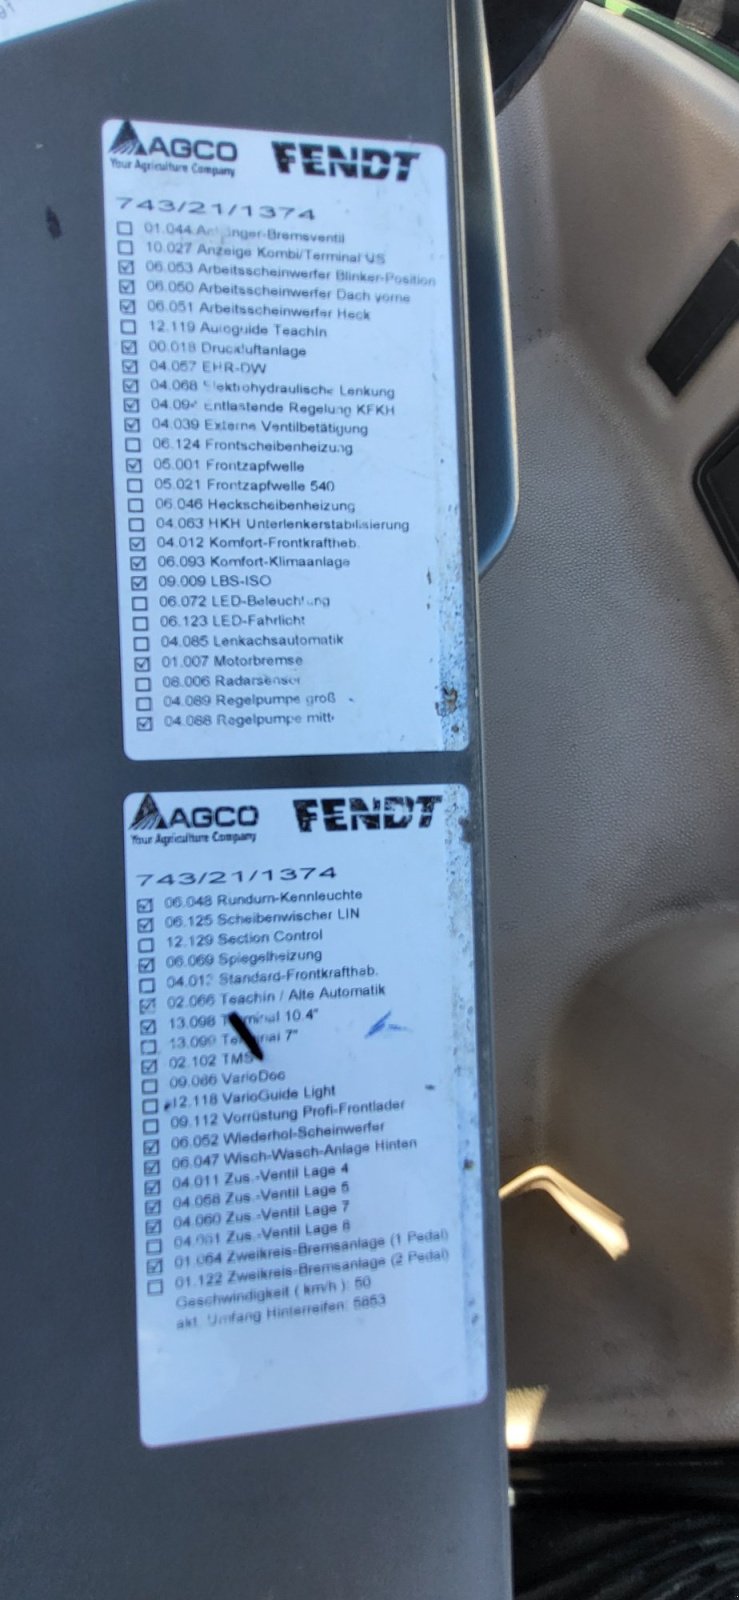 AGCO FENDT
Your Agriculture Company
743/21/1374
☐ 01.044
☐ 10.027 Anzeige Kombi/Terminal VS
☑ 06.053 Arbeitsscheinwerfer Blinker-Position
☑ 06.050 Arbeitsscheinwerfer Dach vorne
☑ 06.051 Arbeitsscheinwerfer Heck
☐ 12.119 Autoguide TeachIn
☑ 00.018 Druckluftanlage
☑ 04.057 EHR-DW
☑ 04.068 Elektrohydraulische Lenkung
☑ Entlastende Regelung KFKH
☑ 04.039 Externe Ventilbetätigung
☐ 06.124 Frontscheibenheizung
☑ 05.001 Frontzapfwelle
☐ 05.021 Frontzapfwelle 540
☐ 06.046 Heckscheibenheizung
☐ 04.063 HKH Unterlenkerstabilisierung
☑ 04.012 Komfort-Frontkraftheb.
☑ 06.093 Komfort-Klimaanlage
☑ 09.009 LBS-ISO
☐ 06.072 LED-Beleuchtung
☐ 06.123 LED-Fahrlicht
☐ 04.085 Lenkachsautomatik
☑ 01.007 Motorbremse
☐ 08.006 Radarsensor
☐ 04.089 Regelpumpe groß
☑ 04.088 Regelpumpe
AGCO FENDT
Your Agriculture Company
743/21/1374
☑ 06.048 Rundum-Kennleuchte
☑ 06.125 Scheibenwischer LIN
☐ 12.129 Section Control
☑ 06.069 Spiegelheizung
☐ Standard-Frontkraftheb.
☑ 02.066 Teachin / Alte Automatik
☑ 13.098 Terminal 10.4"
☐ 13.099 Terminal 7"
☑ 02.102 TMS
☐ 09.086 VarioDoc
☐ 12.118 VarioGuide Light
☐ 09.112 Vorrüstung Profi-Frontlader
☑ 06.052 Wiederhol-Scheinwerfer
☑ 06.047 Wisch-Wasch-Anlage Hinten
☑ 04.011 Zus.-Ventil Lage 4
☑ 04.058 Zus.-Ventil Lage 5
☑ 04.060 Zus.-Ventil Lage 7
☐ 04.061 Zus.-Ventil Lage 8
☑ 01.064 Zweikreis-Bremsanlage (1 Pedal)
☐ 01.122 Zweikreis-Bremsanlage (2 Pedal)
Geschwindigkeit ( km/h ): 50
akt. Umfang Hinterreifen: 5853